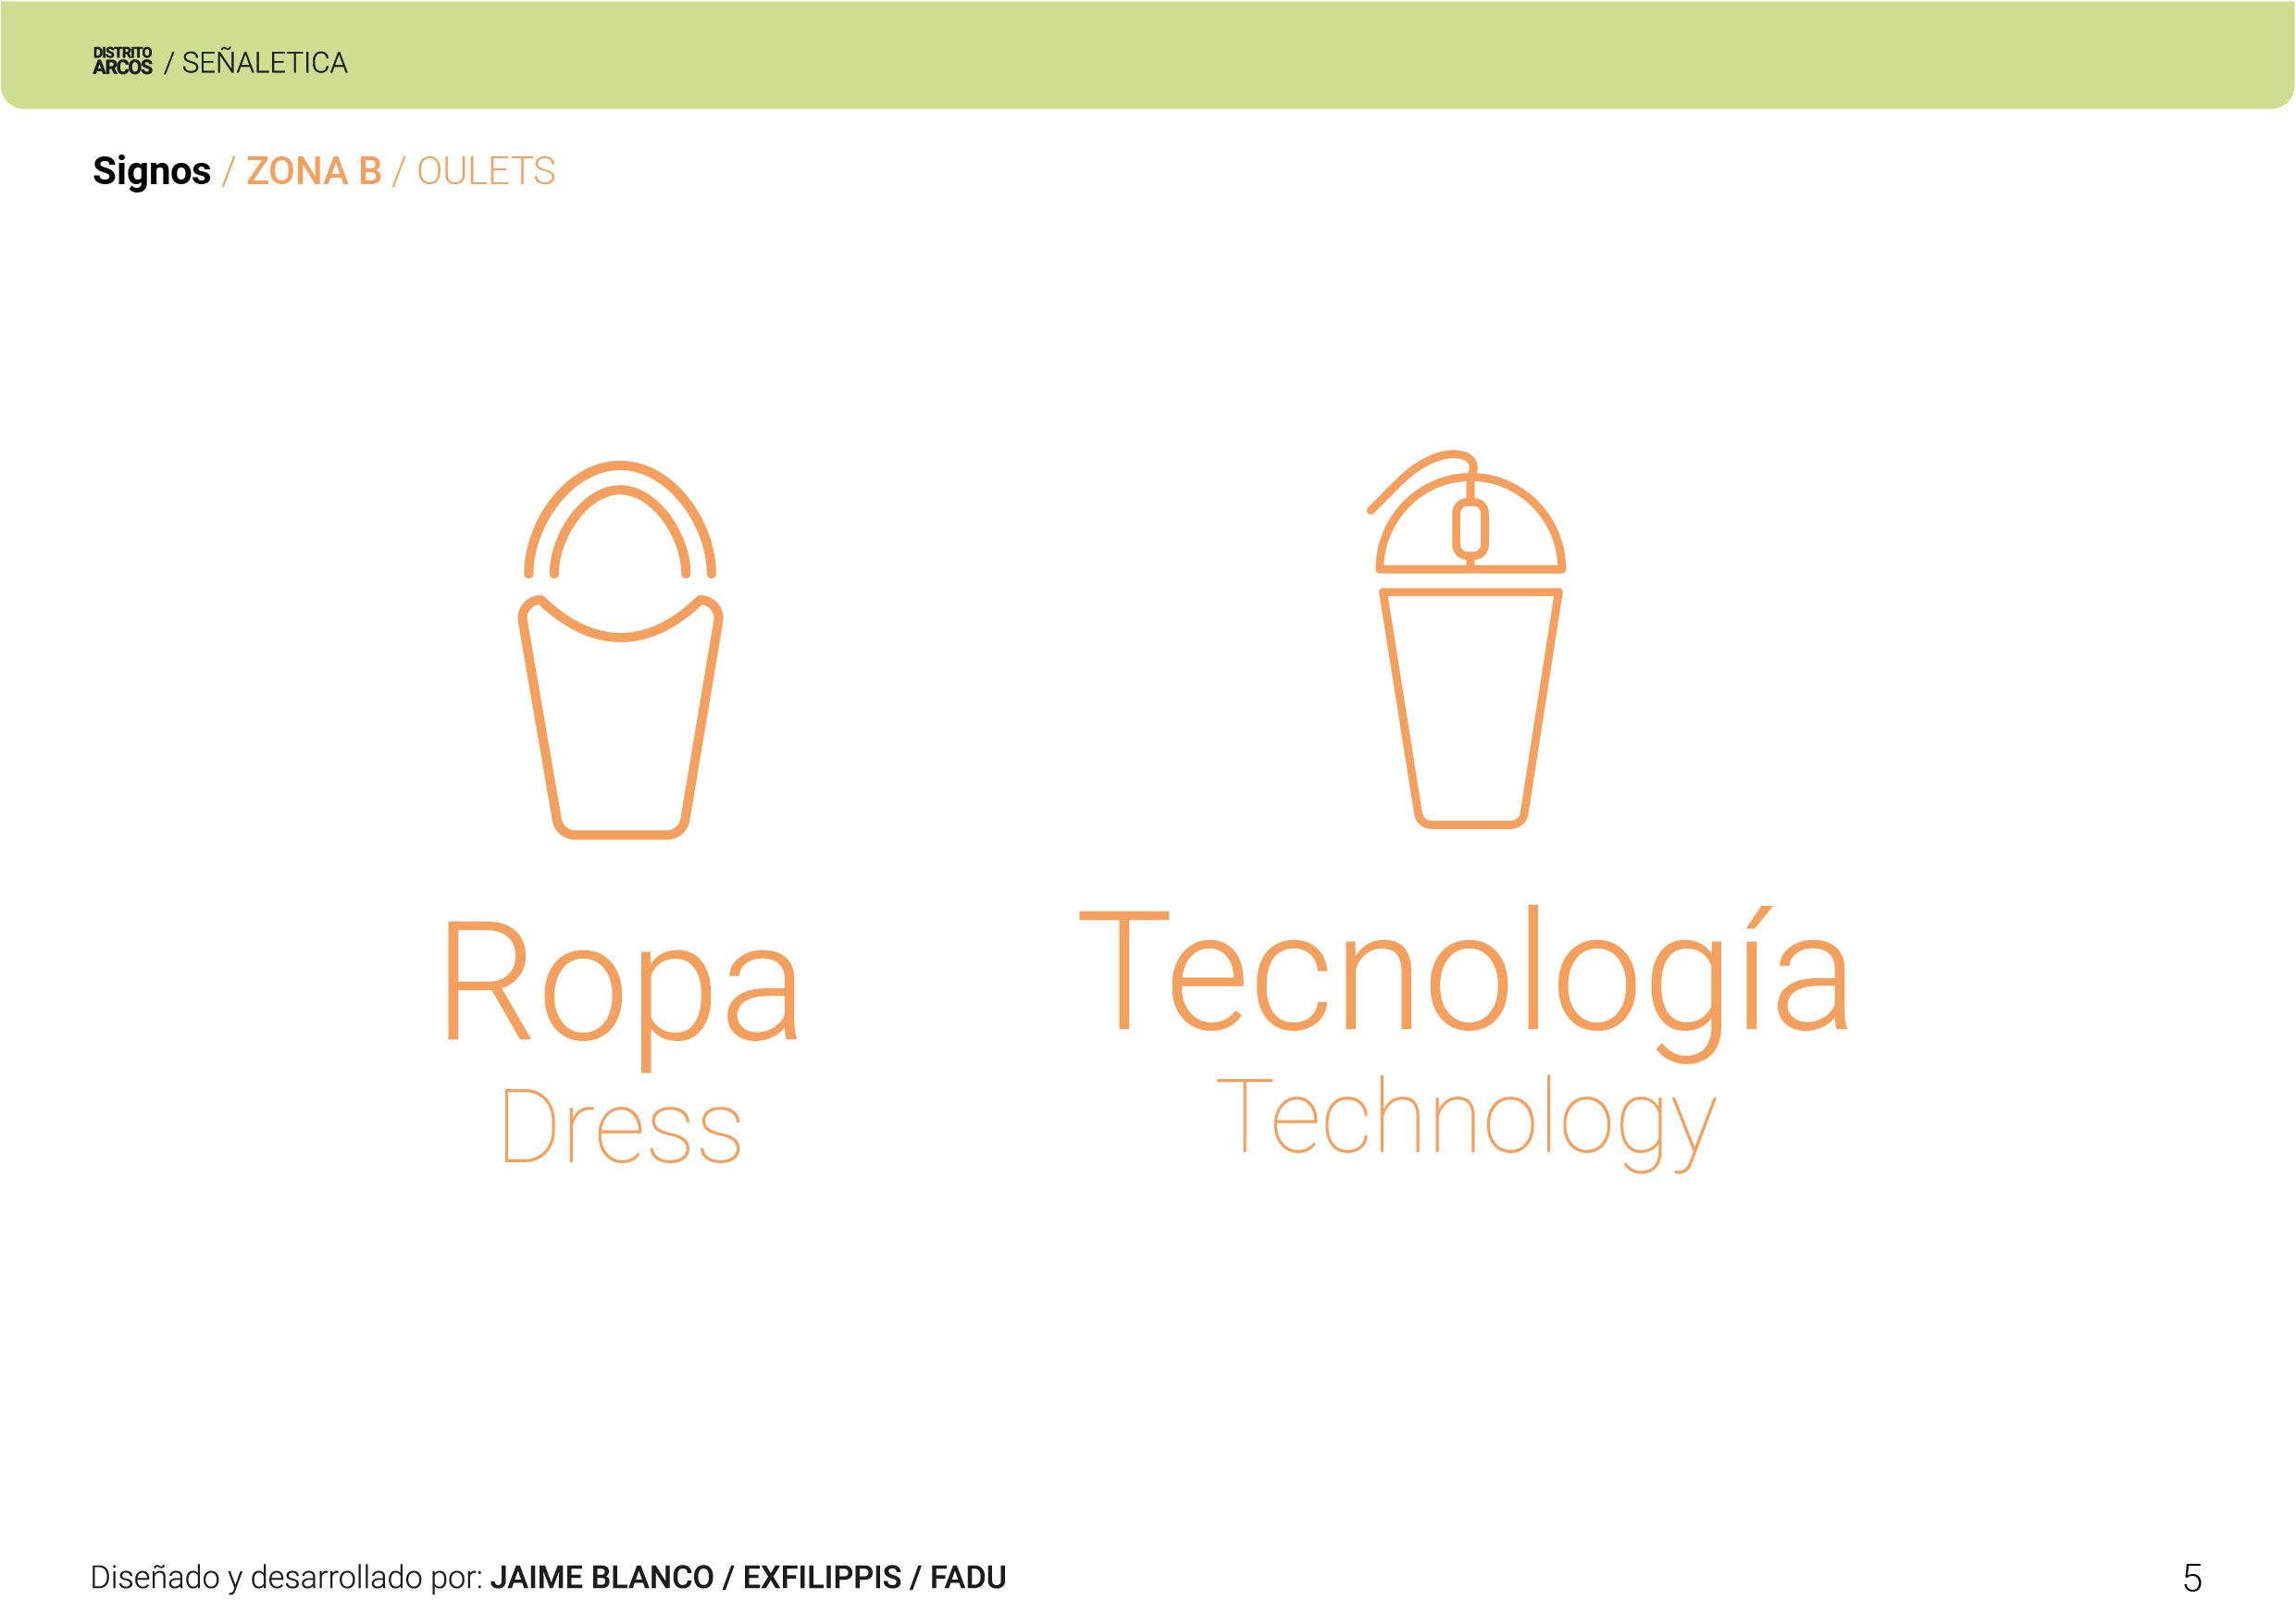 DISTRITO
ARCOS / SEÑALETICA
Signos / ZONA B / OULETS
Ropa
Dress
Tecnología
Technology
Diseñado y desarrollado por: JAIME BLANCO / EXFILIPPIS / FADU
5